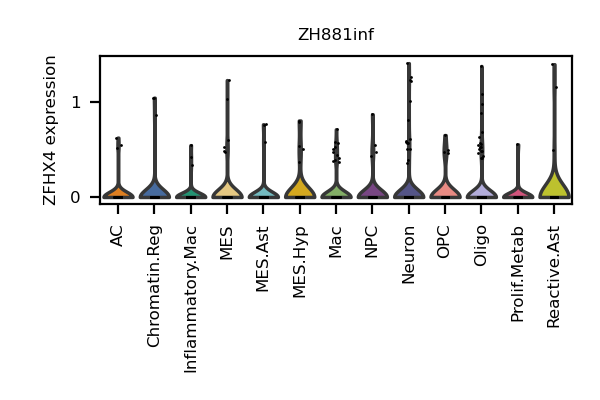 ZH881inf
ZFHX4 expression
1
0
AC
Chromatin.Reg
Inflammatory.Mac
MES
MES.Ast
MES.Hyp
Mac
NPC
Neuron
OPC
Oligo
Prolif.Metab
Reactive.Ast